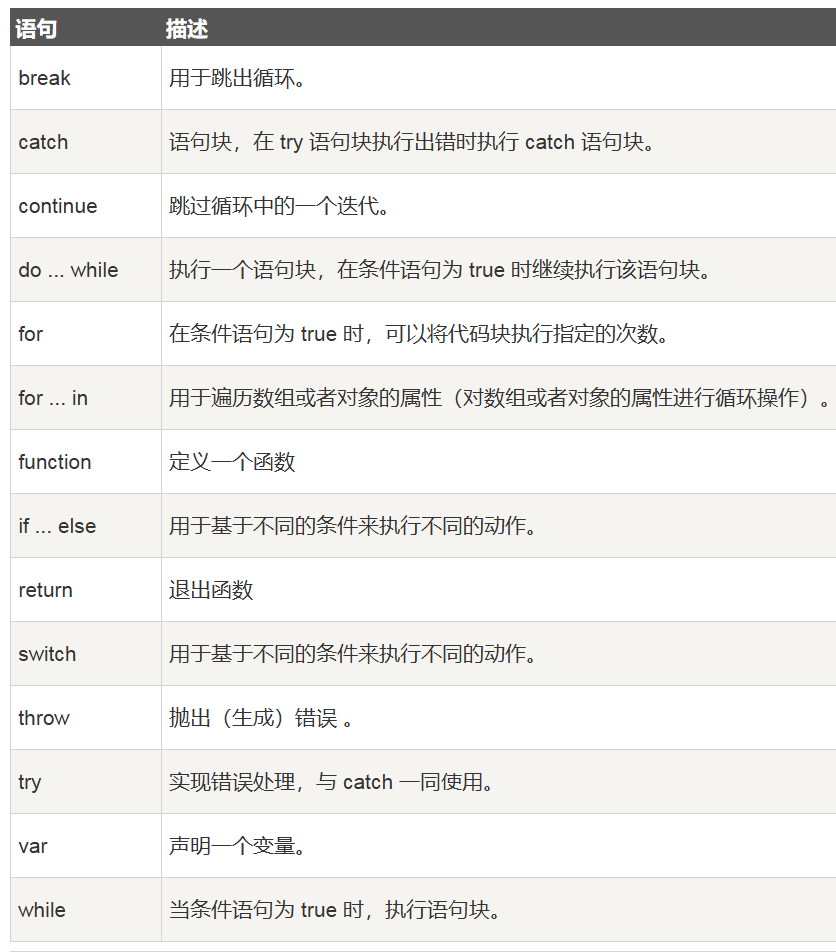 语句 描述
break 用于跳出循环。
catch 语句块，在 try 语句块执行出错时执行 catch 语句块。
continue 跳过循环中的一个迭代。
do ... while 执行一个语句块，在条件语句为 true 时继续执行该语句块。
for 在条件语句为 true 时，可以将代码块执行指定的次数。
for ... in 用于遍历数组或者对象的属性（对数组或者对象的属性进行循环操作）。
function 定义一个函数
if ... else 用于基于不同的条件来执行不同的动作。
return 退出函数
switch 用于基于不同的条件来执行不同的动作。
throw 抛出（生成）错误 。
try 实现错误处理，与 catch 一同使用。
var 声明一个变量。
while 当条件语句为 true 时，执行语句块。